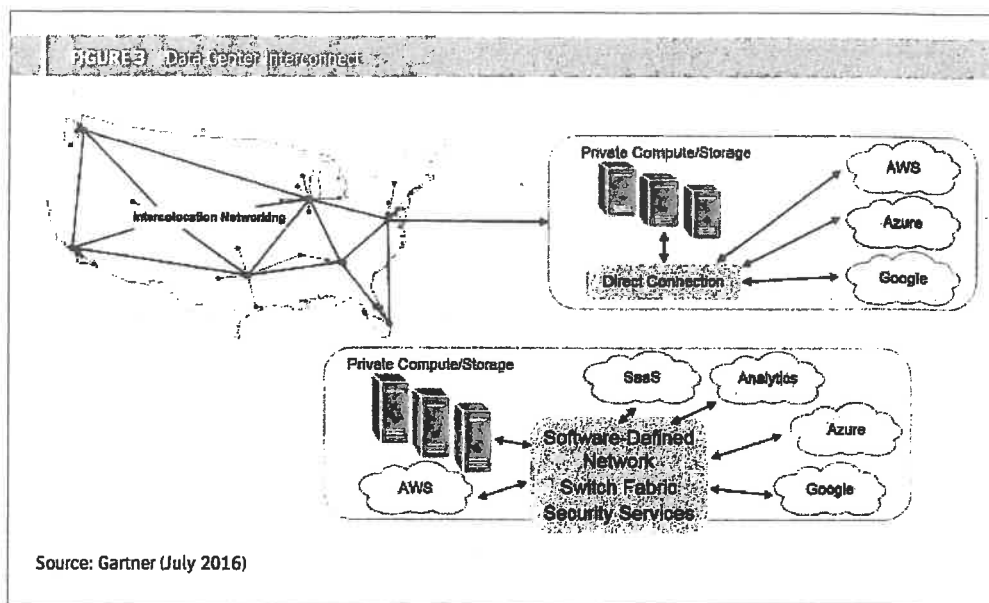 FIGURE 3 Data Center Interconnect
Intercolocation Networking
Private Compute/Storage
AWS
Azure
Direct Connection
Google
Private Compute/Storage
SaaS
Analytics
Software-Defined
Network
Switch Fabric
Security Services
Azure
AWS
Google
Source: Gartner (July 2016)